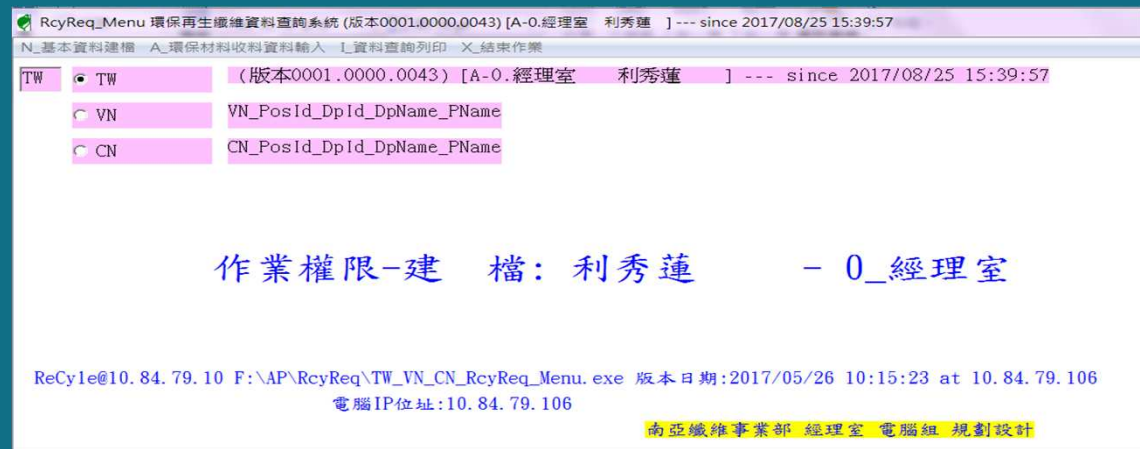 RcyReq_Menu 環保再生纖維資料查詢系統 (版本0001.0000.0043) [A-0.經理室 利秀蓮 ] --- since 2017/08/25 15:39:57
N_基本資料建檔 A_環保材料收料資料輸入 I_資料查詢列印 X_結束作業
TW TW (版本0001.0000.0043) [A-0.經理室 利秀蓮 ] --- since 2017/08/25 15:39:57
VN VN_PosId_DpId_DpName_PName
CN CN_PosId_DpId_DpName_PName
作業權限-建 檔: 利秀蓮 - 0_經理室
ReCyle@10.84.79.10 F:\AP\RcyReq\TW_VN_CN_RcyReq_Menu.exe 版本日期:2017/05/26 10:15:23 at 10.84.79.106
電腦IP位址:10.84.79.106
南亞纖維事業部 經理室 電腦組 規劃設計